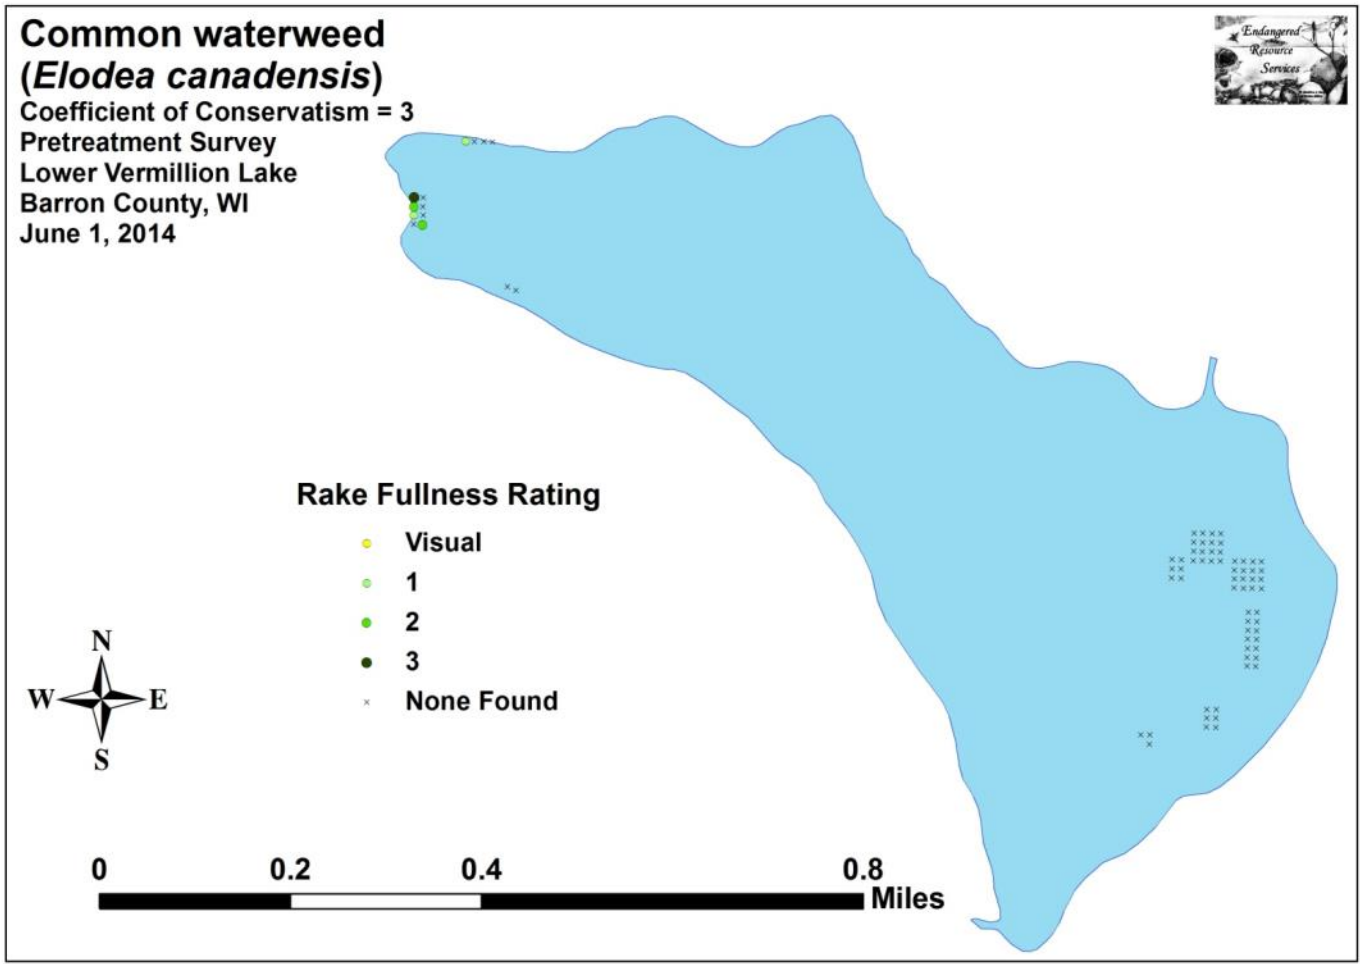 Common waterweed
(Elodea canadensis)
Coefficient of Conservatism = 3
Pretreatment Survey
Lower Vermillion Lake
Barron County, WI
June 1, 2014
Endangered
Resource
Services
Rake Fullness Rating
Visual
1
2
3
None Found
N
W E
S
0 0.2 0.4 0.8
Miles